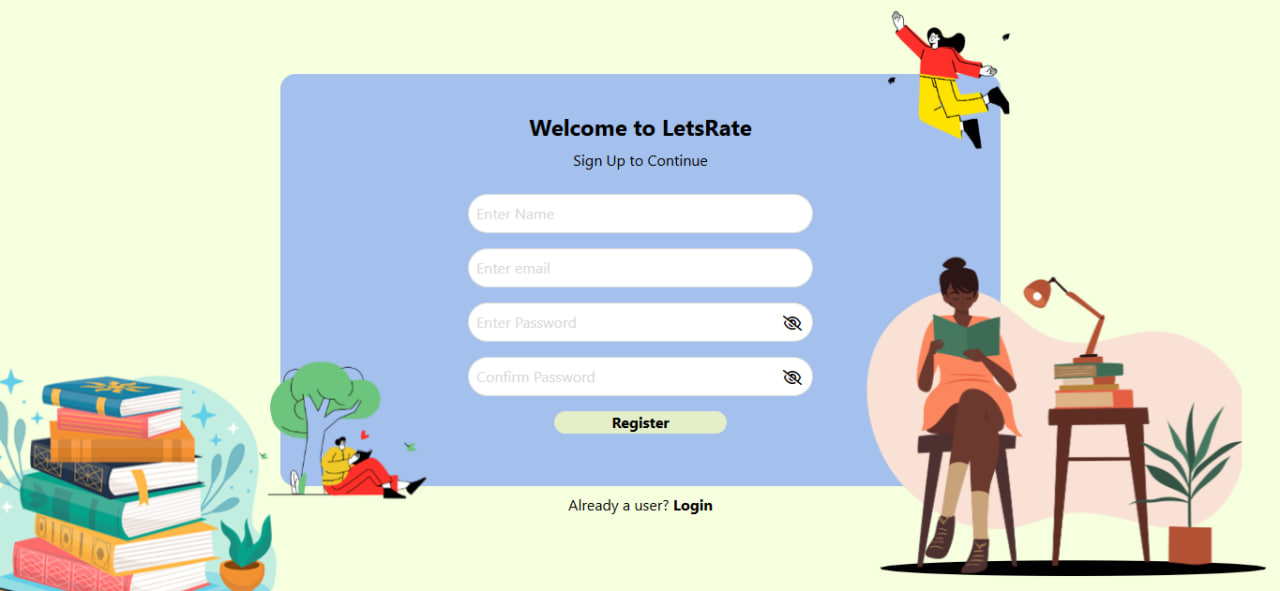 Welcome to LetsRate
Sign Up to Continue
Enter Name
Enter email
Enter Password
Confirm Password
Register
Already a user? Login